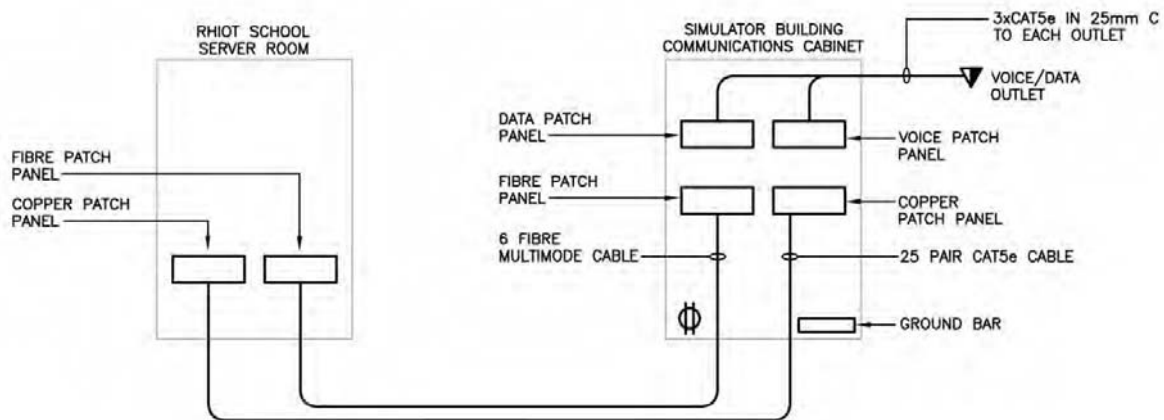 RHIOT SCHOOL
SERVER ROOM
SIMULATOR BUILDING
COMMUNICATIONS CABINET
3xCAT5e IN 25mm C
TO EACH OUTLET
VOICE/DATA
OUTLET
DATA PATCH
PANEL
VOICE PATCH
PANEL
FIBRE PATCH
PANEL
COPPER PATCH
PANEL
FIBRE PATCH
PANEL
COPPER
PATCH PANEL
6 FIBRE
MULTIMODE CABLE
25 PAIR CAT5e CABLE
GROUND BAR